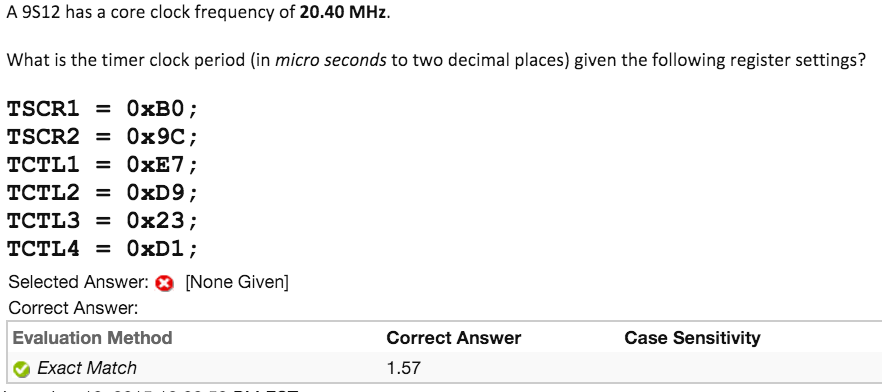 A 9S12 has a core clock frequency of 20.40 MHz.
What is the timer clock period (in micro seconds to two decimal places) given the following register settings?
TSCR1 = 0xB0;
TSCR2 = 0x9C;
TCTL1 = 0xE7;
TCTL2 = 0xD9;
TCTL3 = 0x23;
TCTL4 = 0xD1;
Selected Answer: [None Given]
Correct Answer:
Evaluation Method Correct Answer Case Sensitivity
Exact Match 1.57